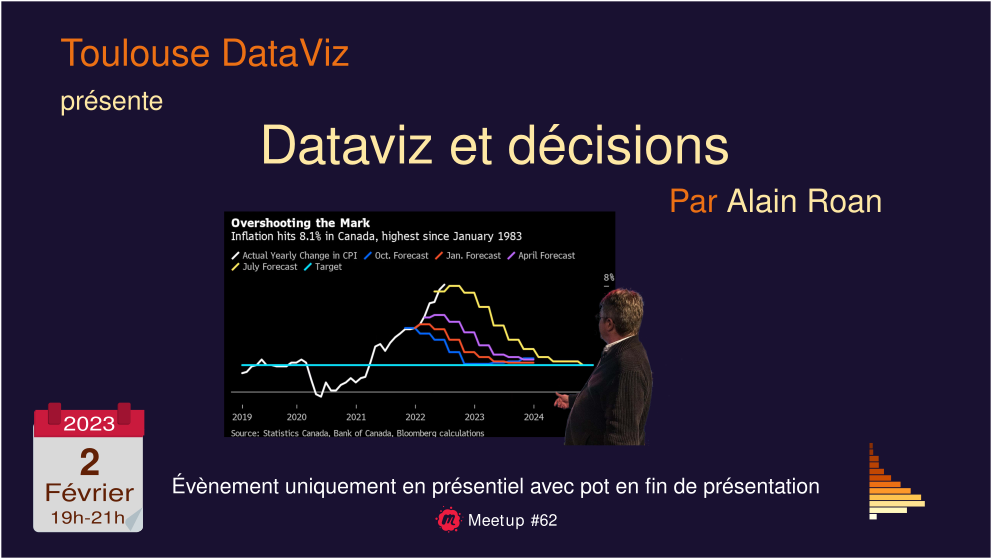 Toulouse DataViz
présente
Dataviz et décisions
Par Alain Roan
Overshooting the Mark
Inflation hits 8.1% in Canada, highest since January 1983
Actual Yearly Change in CPI Oct. Forecast Jan. Forecast April Forecast
July Forecast Target
8%
2019 2020 2021 2022 2023 2024
Source: Statistics Canada, Bank of Canada, Bloomberg calculations
2023
2
Février
19h-21h
Évènement uniquement en présentiel avec pot en fin de présentation
m Meetup #62